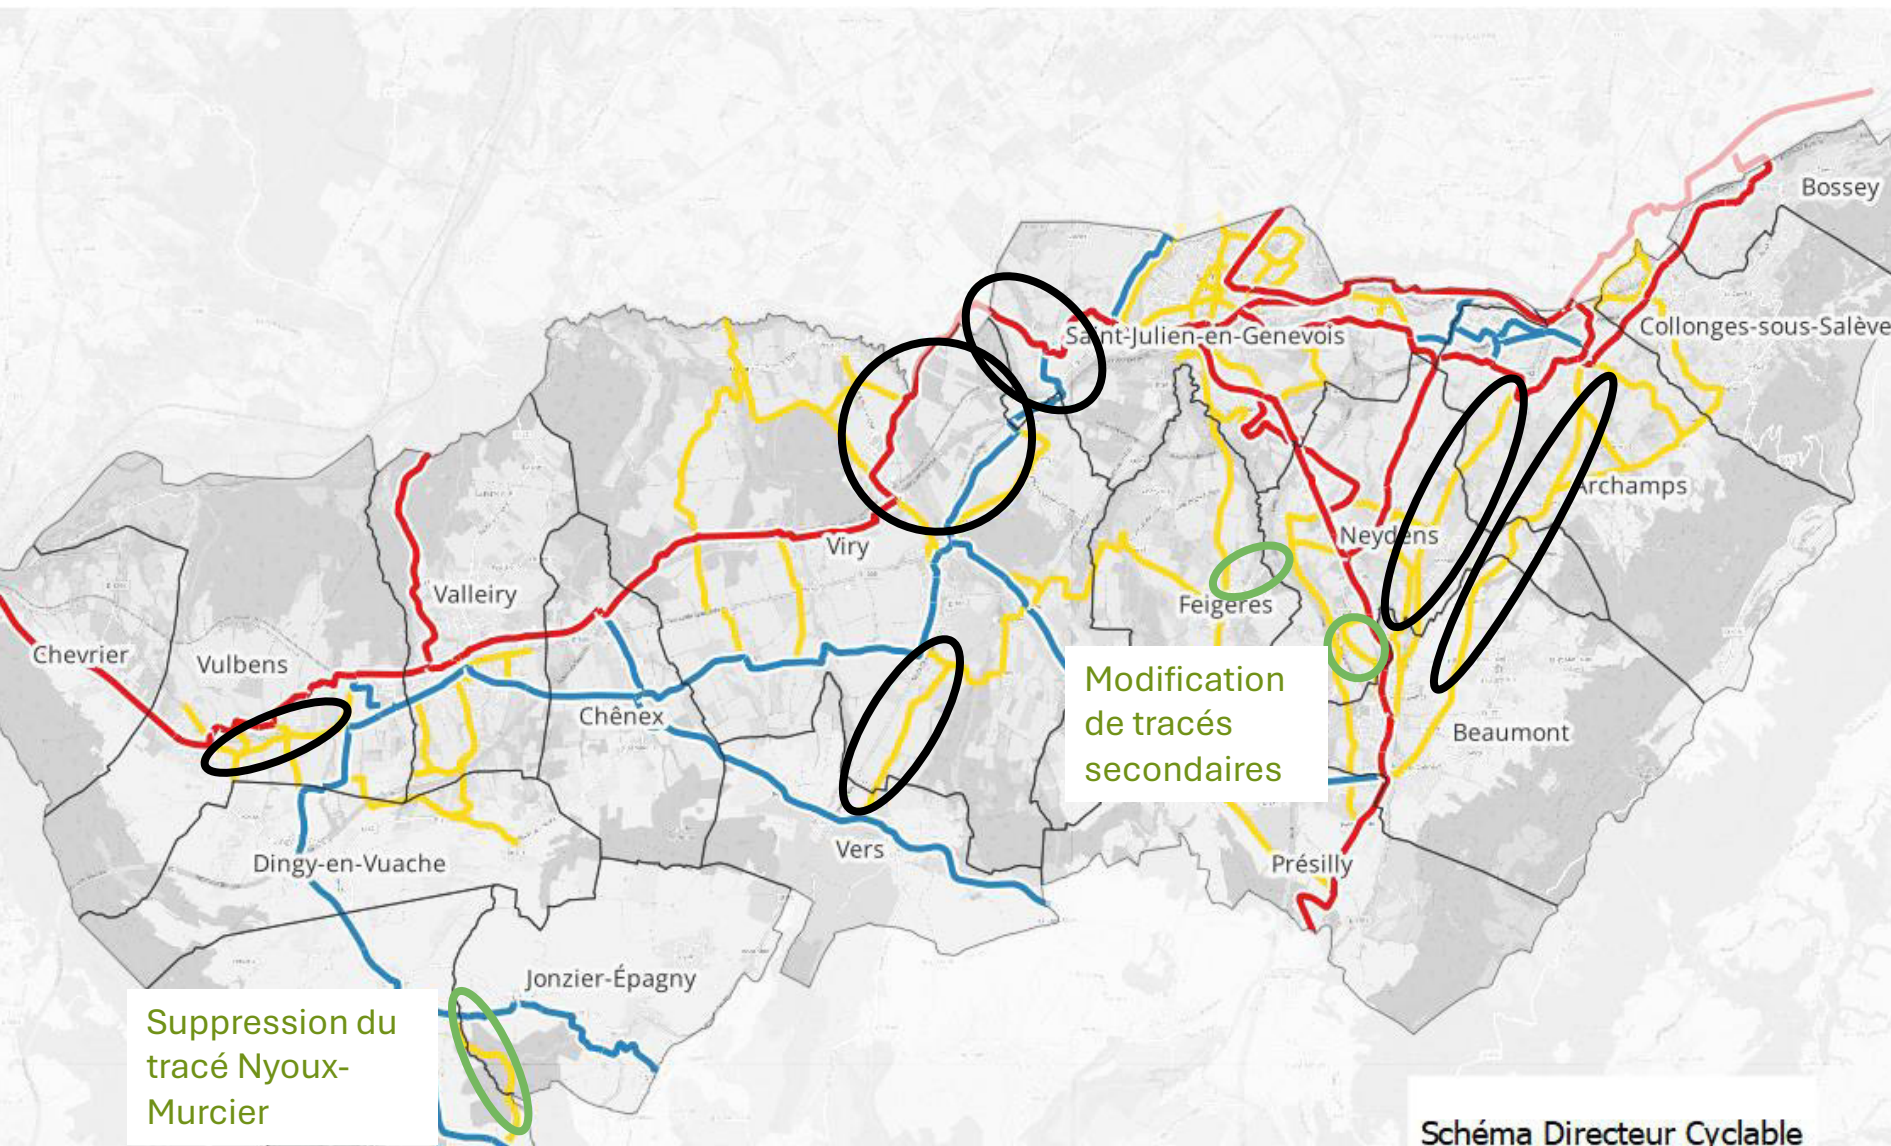 Bossey
Saint-Julien-en-Genevois
Collonges-sous-Salève
Archamps
Neydens
Viry
Valleiry
Feigères
Chevrier
Vulbens
Modification
de tracés
secondaires
Chênex
Beaumont
Vers
Dingy-en-Vuache
Présilly
Jonzier-Épagny
Suppression du
tracé Nyoux-
Murcier
Schéma Directeur Cyclable